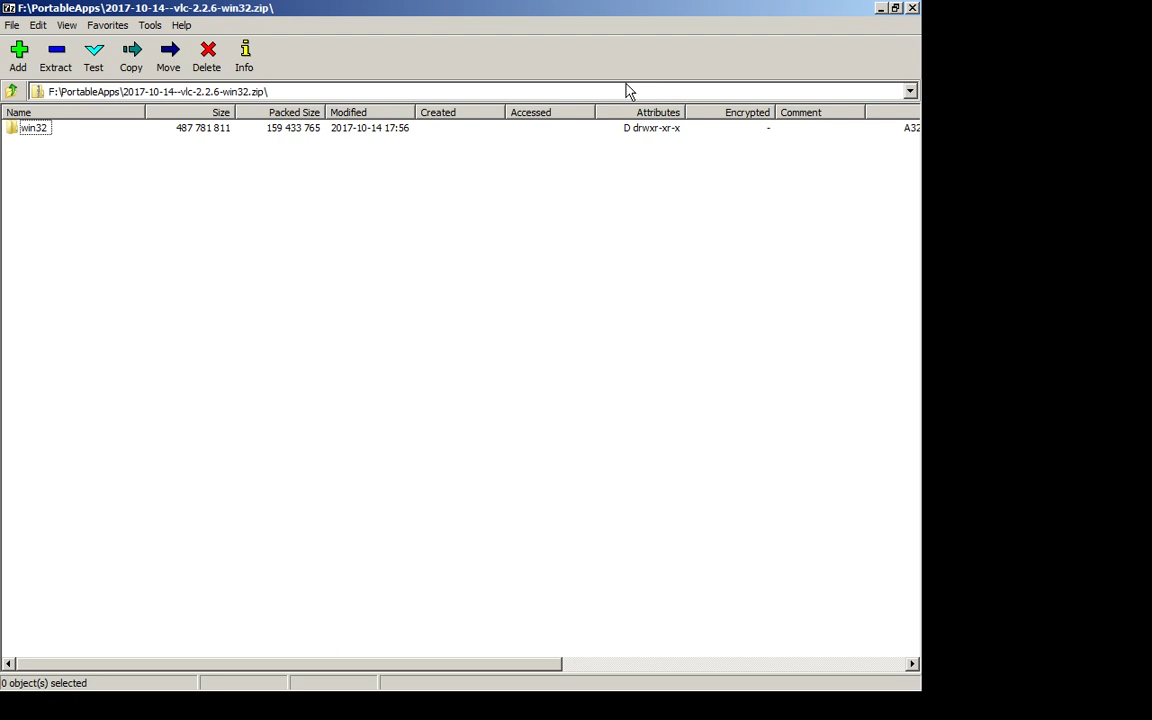 7z F:\PortableApps\2017-10-14--vlc-2.2.6-win32.zip\
File Edit View Favorites Tools Help
Add Extract Test Copy Move Delete Info
F:\PortableApps\2017-10-14--vlc-2.2.6-win32.zip\
Name Size Packed Size Modified Created Accessed Attributes Encrypted Comment
win32 487 781 811 159 433 765 2017-10-14 17:56 D drwxr-xr-x - A32
0 object(s) selected